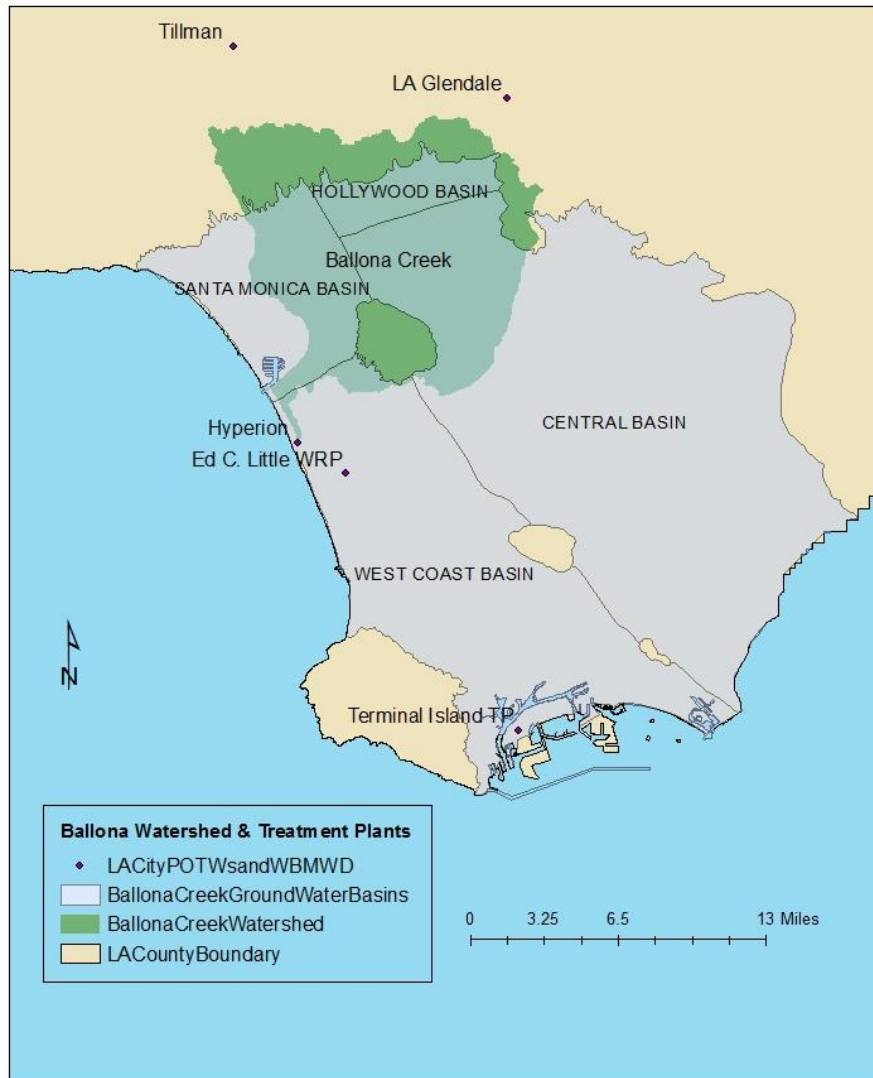 Tillman
LA Glendale
HOLLYWOOD BASIN
Ballona Creek
SANTA MONICA BASIN
CENTRAL BASIN
Hyperion
Ed C. Little WRP
WEST COAST BASIN
N
Terminal Island TP
Ballona Watershed & Treatment Plants
LACityPOTWsandWBMWD
BallonaCreekGroundWaterBasins
BallonaCreekWatershed
LACountyBoundary
0 3.25 6.5 13 Miles